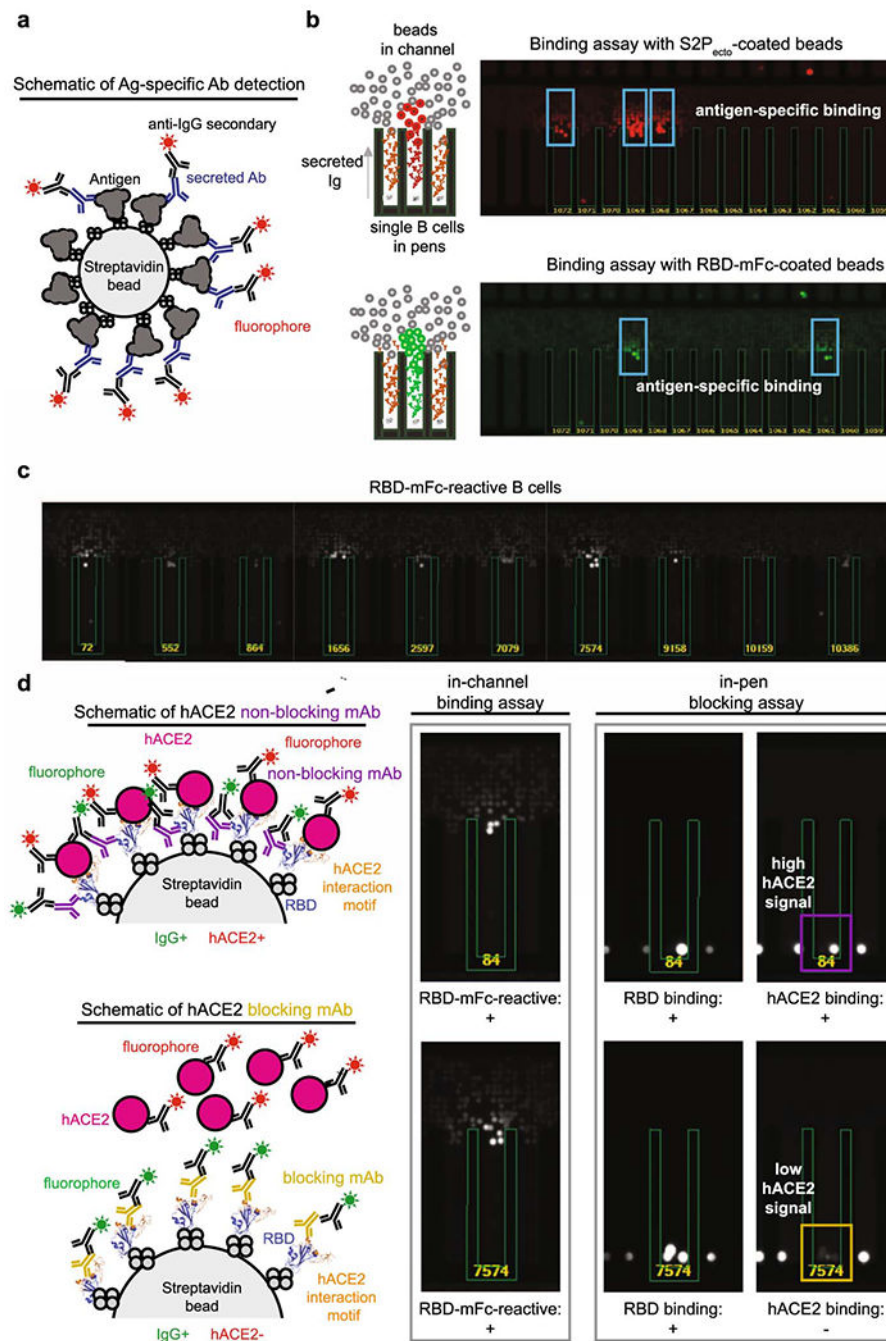 a
Schematic of Ag-specific Ab detection
anti-IgG secondary
Antigen
secreted Ab
Streptavidin
bead
fluorophore
b
beads
in channel
secreted
Ig
single B cells
in pens
Binding assay with S2Pecto-coated beads
antigen-specific binding
1072 1071 1070 1069 1068 1067 1066 1065 1064 1063 1062 1061 1060 1059
Binding assay with RBD-mFc-coated beads
antigen-specific binding
1072 1071 1070 1069 1068 1067 1066 1065 1064 1063 1062 1061 1060 1059
c
RBD-mFc-reactive B cells
72 552 864 1656 2597 7079 7574 9158 10159 10386
d
Schematic of hACE2 non-blocking mAb
hACE2
fluorophore
fluorophore
non-blocking mAb
hACE2
interaction
motif
RBD
Streptavidin
bead
IgG+ hACE2+
Schematic of hACE2 blocking mAb
fluorophore
hACE2
fluorophore
blocking mAb
RBD
hACE2
interaction
motif
Streptavidin
bead
IgG+ hACE2-
in-channel
binding assay
84
RBD-mFc-reactive:
+
7574
RBD-mFc-reactive:
+
in-pen
blocking assay
high
hACE2
signal
84
84
RBD binding:
+
hACE2 binding:
+
low
hACE2
signal
7574
7574
RBD binding:
+
hACE2 binding:
-